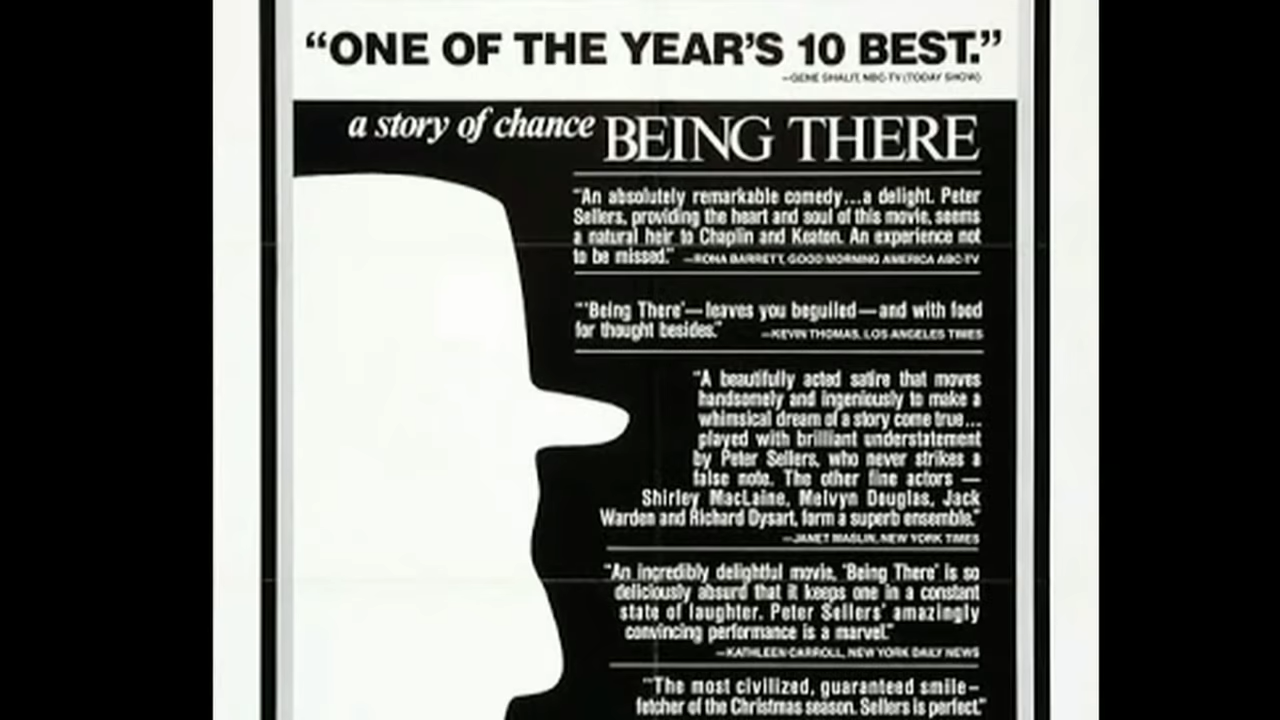 “ONE OF THE YEAR’S 10 BEST.”
—GENE SHALIT, NBC-TV (TODAY SHOW)
a story of chance BEING THERE
“An absolutely remarkable comedy...a delight. Peter
Sellers, providing the heart and soul of this movie, seems
a natural heir to Chaplin and Keaton. An experience not
to be missed.” —RONA BARRETT, GOOD MORNING AMERICA ABC-TV
“‘Being There’—leaves you beguiled—and with food
for thought besides.” —KEVIN THOMAS, LOS ANGELES TIMES
“A beautifully acted satire that moves
handsomely and ingeniously to make a
whimsical dream of a story come true...
played with brilliant understatement
by Peter Sellers, who never strikes a
false note. The other fine actors —
Shirley MacLaine, Melvyn Douglas, Jack
Warden and Richard Dysart, form a superb ensemble.”
—JANET MASLIN, NEW YORK TIMES
“An incredibly delightful movie, ‘Being There’ is so
deliciously absurd that it keeps one in a constant
state of laughter. Peter Sellers’ amazingly
convincing performance is a marvel.”
—KATHLEEN CARROLL, NEW YORK DAILY NEWS
“The most civilized, guaranteed smile-
fetcher of the Christmas season. Sellers is perfect.”